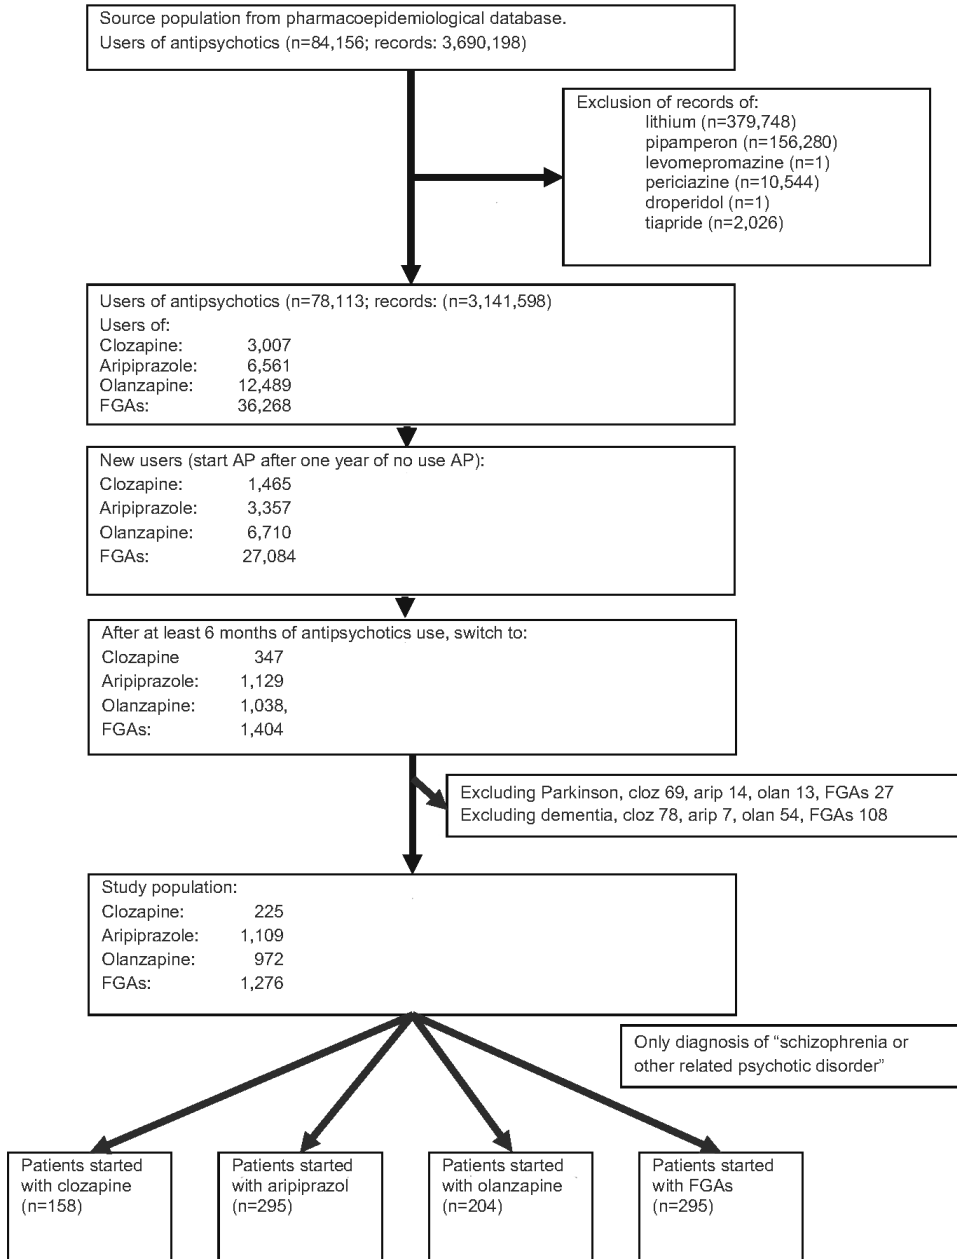 Source population from pharmacoepidemiological database.
Users of antipsychotics (n=84,156; records: 3,690,198)
Exclusion of records of:
lithium (n=379,748)
pipamperon (n=156,280)
levomepromazine (n=1)
periciazine (n=10,544)
droperidol (n=1)
tiapride (n=2,026)
Users of antipsychotics (n=78,113; records: (n=3,141,598)
Users of:
Clozapine: 3,007
Aripiprazole: 6,561
Olanzapine: 12,489
FGAs: 36,268
New users (start AP after one year of no use AP):
Clozapine: 1,465
Aripiprazole: 3,357
Olanzapine: 6,710
FGAs: 27,084
After at least 6 months of antipsychotics use, switch to:
Clozapine 347
Aripiprazole: 1,129
Olanzapine: 1,038,
FGAs: 1,404
Excluding Parkinson, cloz 69, arip 14, olan 13, FGAs 27
Excluding dementia, cloz 78, arip 7, olan 54, FGAs 108
Study population:
Clozapine: 225
Aripiprazole: 1,109
Olanzapine: 972
FGAs: 1,276
Only diagnosis of “schizophrenia or
other related psychotic disorder”
Patients started
with clozapine
(n=158)
Patients started
with aripiprazol
(n=295)
Patients started
with olanzapine
(n=204)
Patients started
with FGAs
(n=295)